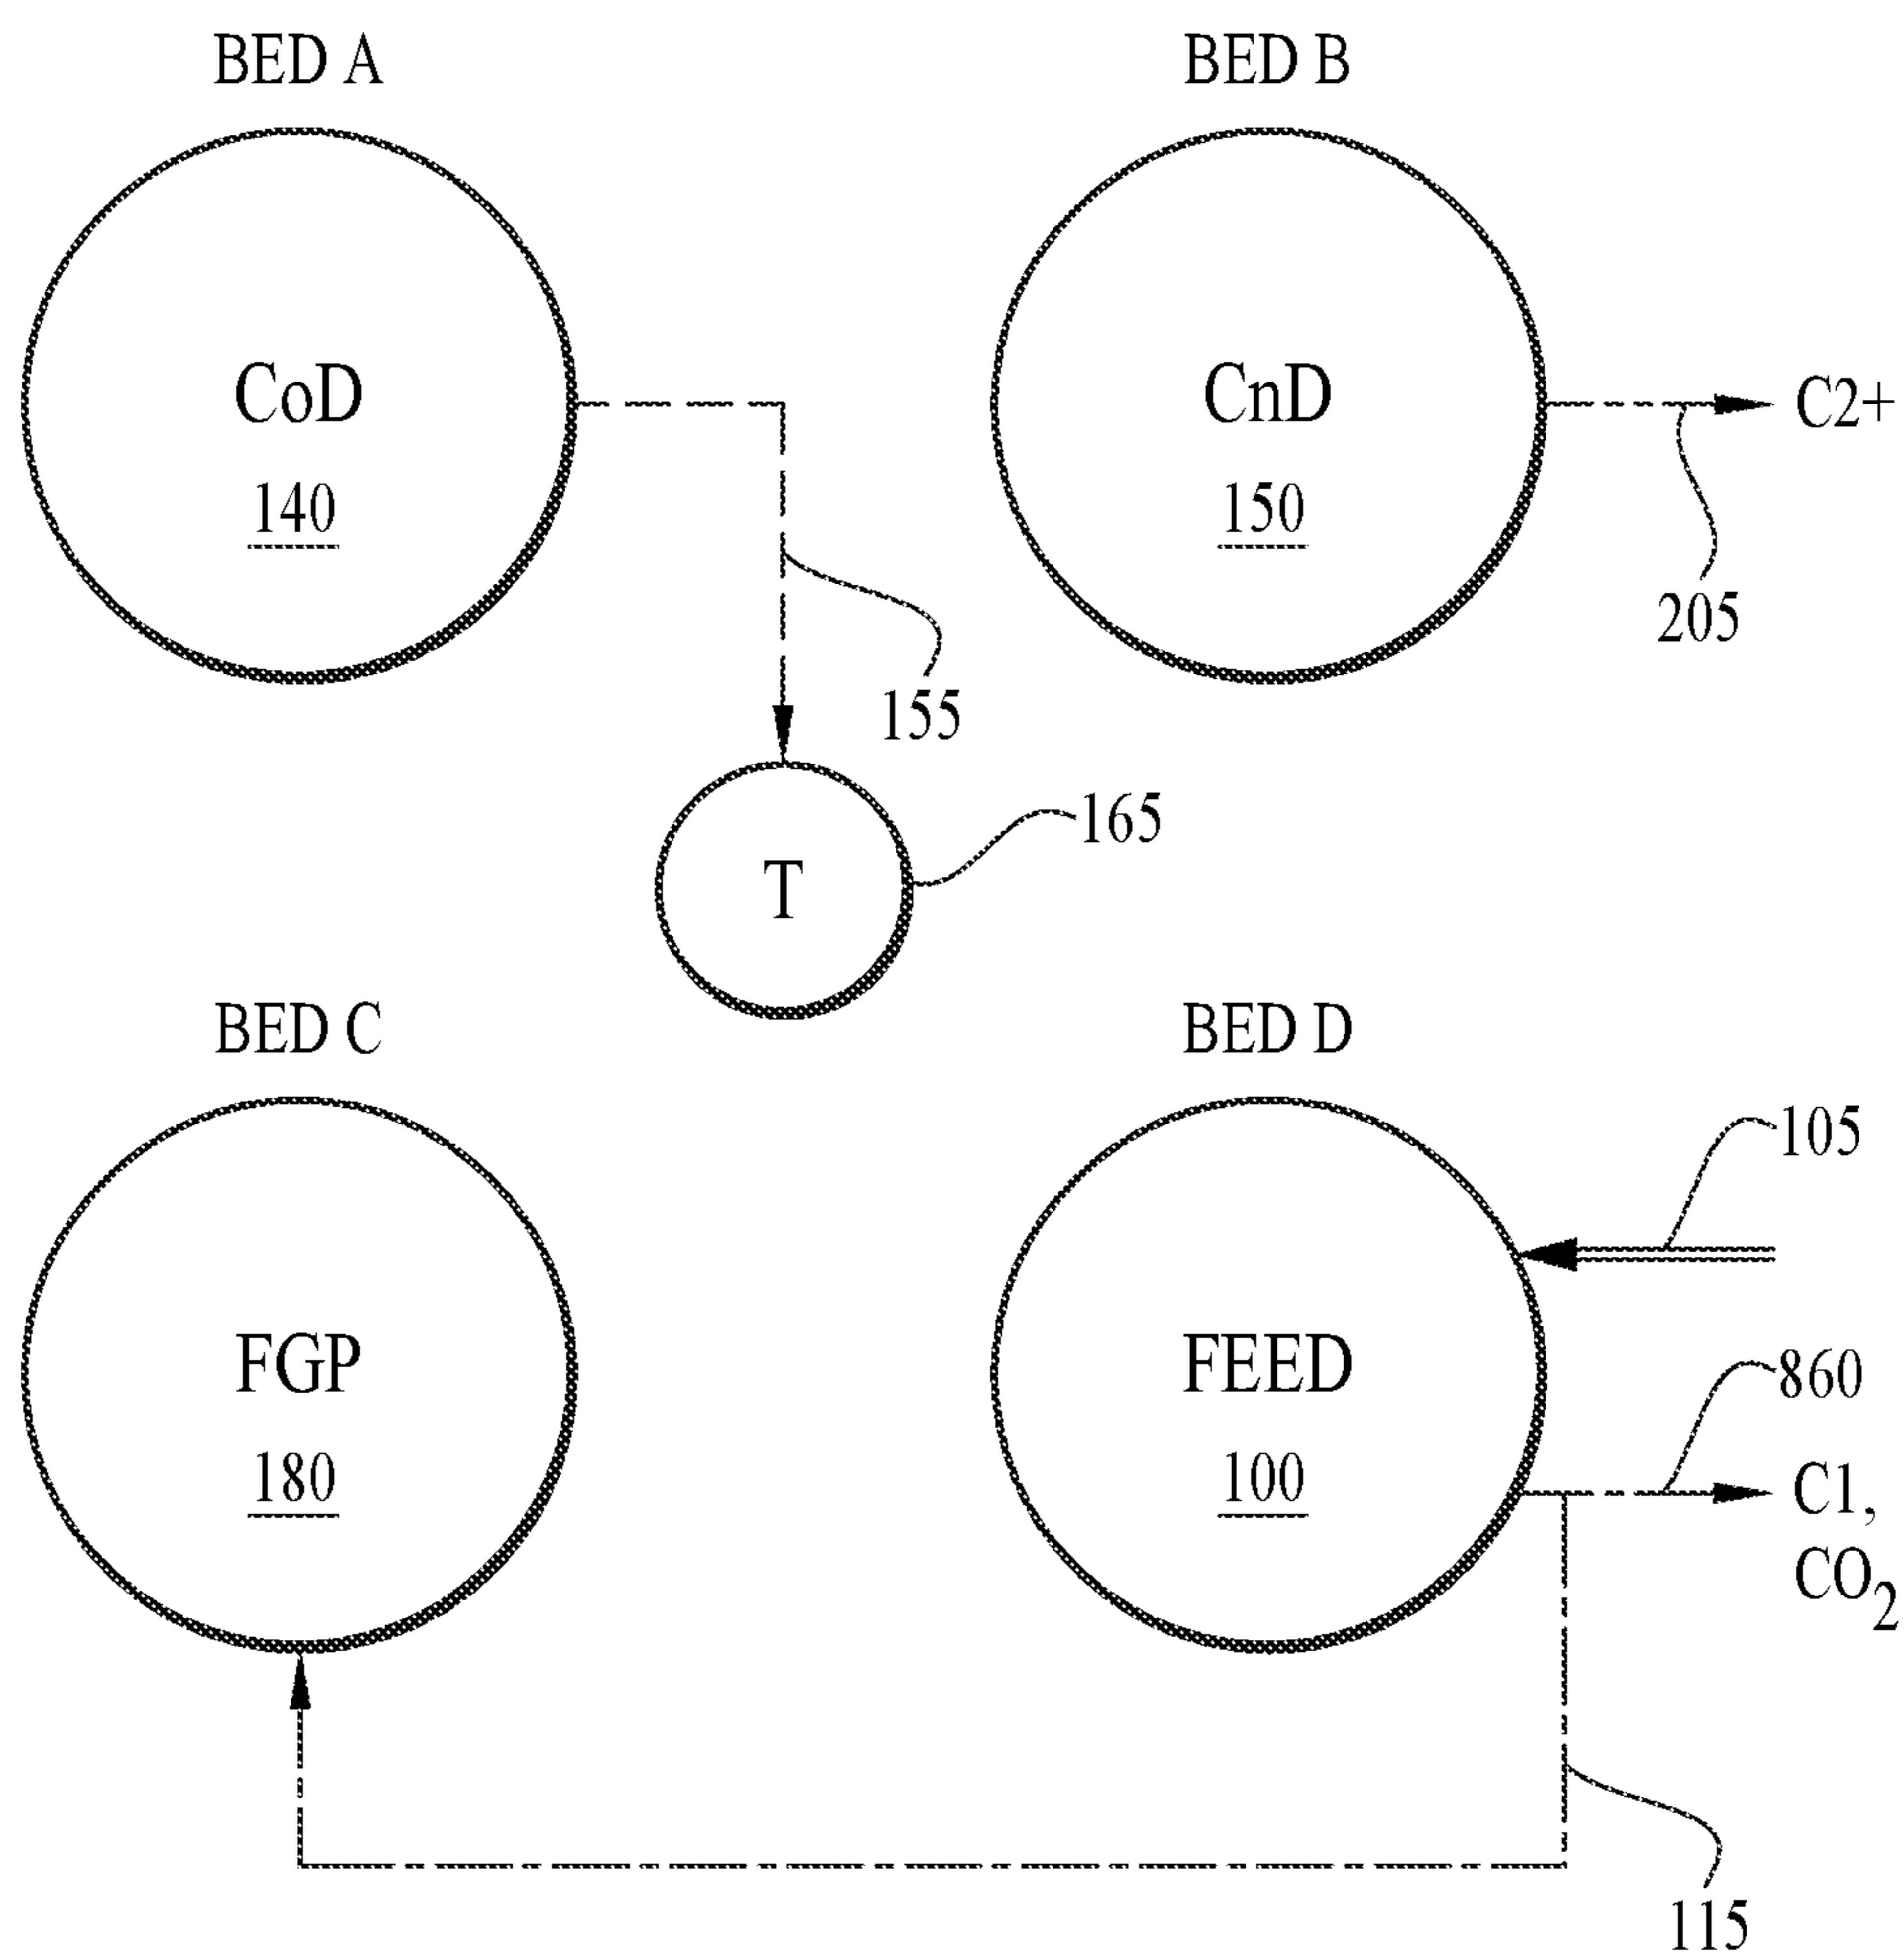 BED A
BED B
CoD
140
CnD
150
C2+
205
155
T
165
BED C
BED D
105
FGP
180
FEED
100
860
C1,
CO2
115